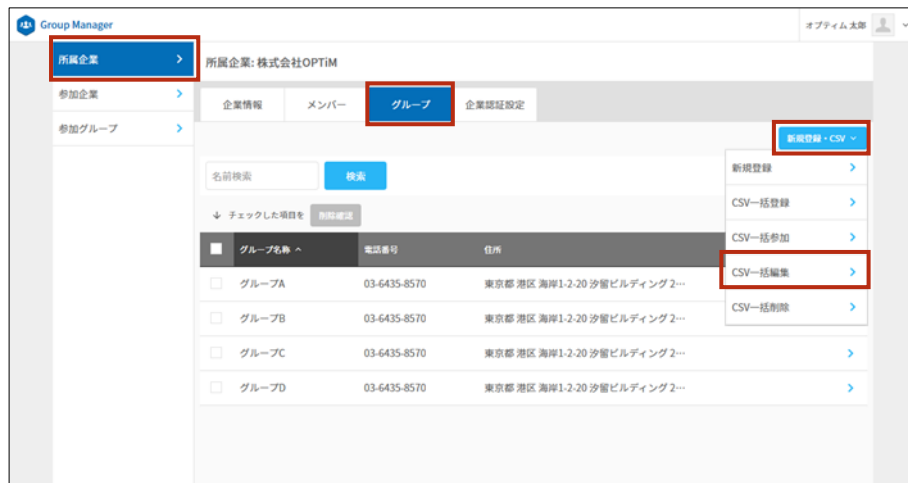 Group Manager
オプティム 太郎
所属企業
参加企業
参加グループ
所属企業: 株式会社OPTiM
企業情報 メンバー グループ 企業認証設定
新規登録・CSV
新規登録
CSV一括登録
CSV一括参加
CSV一括編集
CSV一括削除
名前検索 検索
チェックした項目を 削除確認
グループ名称 電話番号 住所
グループA 03-6435-8570 東京都 港区 海岸1-2-20 汐留ビルディング 2…
グループB 03-6435-8570 東京都 港区 海岸1-2-20 汐留ビルディング 2…
グループC 03-6435-8570 東京都 港区 海岸1-2-20 汐留ビルディング 2…
グループD 03-6435-8570 東京都 港区 海岸1-2-20 汐留ビルディング 2…